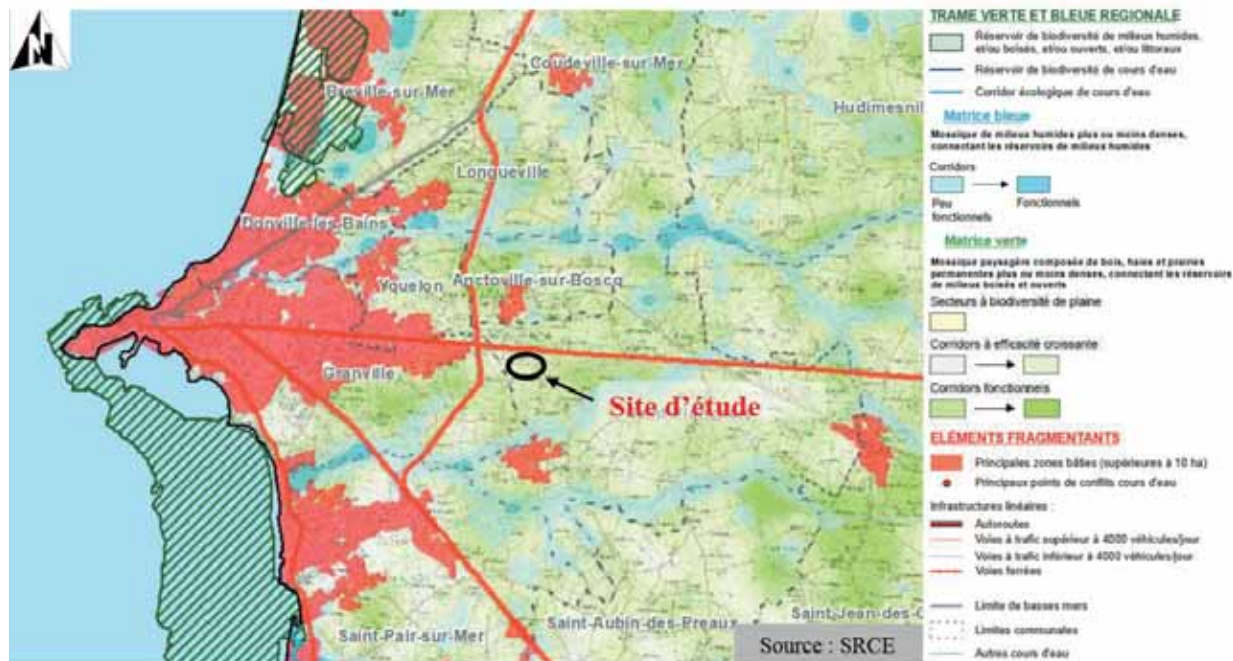 N
Bréville-sur-Mer
Coudeville-sur-Mer
Hudimesnil
Longueville
Donville-les-Bains
Yquelon
Anctoville-sur-Boscq
Granville
Site d'étude
Saint-Pair-sur-Mer
Saint-Aubin-des-Preaux
Saint-Jean-des-C
Source : SRCE
TRAME VERTE ET BLEUE REGIONALE
Réservoir de biodiversité de milieux humides,
et/ou boisés, et/ou ouverts, et/ou littoraux
Réservoir de biodiversité de cours d'eau
Corridor écologique de cours d'eau
Matrice bleue
Mosaïque de milieux humides plus ou moins denses,
connectant les réservoirs de milieux humides
Corridors
Peu
fonctionnels
Fonctionnels
Matrice verte
Mosaïque paysagère composée de bois, haies et prairies
permanentes plus ou moins denses, connectant les réservoirs
de milieux boisés et ouverts
Secteurs à biodiversité de plaine
Corridors à efficacité croissante
Corridors fonctionnels
ELÉMENTS FRAGMENTANTS
Principales zones bâties (supérieures à 10 ha)
Principaux points de conflits cours d'eau
Infrastructures linéaires :
Autoroutes
Voies à trafic supérieur à 4000 véhicules/jour
Voies à trafic inférieur à 4000 véhicules/jour
Voies ferrées
Limite de basses mers
Limites communales
Autres cours d'eau